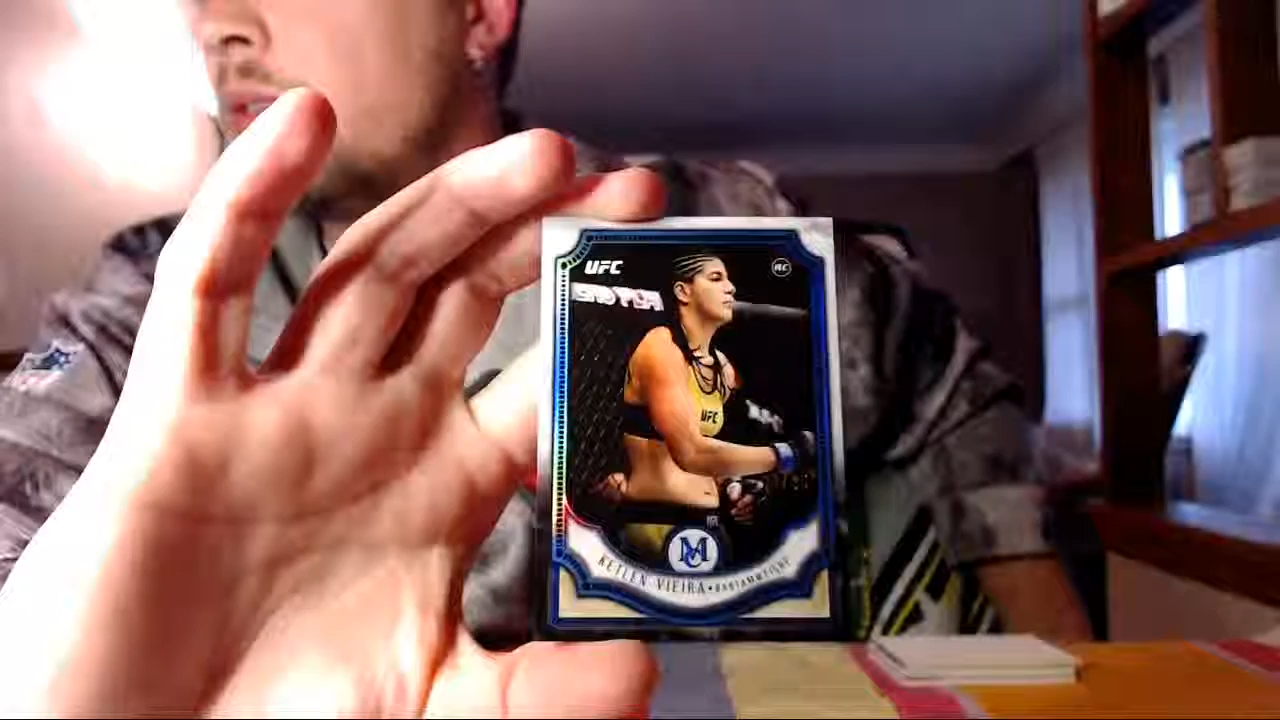 UFC
RC
UFC
MC
KETLEN VIEIRA • BANTAMWEIGHT